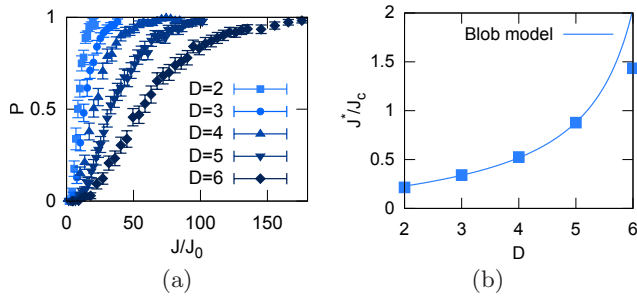 1
0.5
0
P
0 50 100 150
J/J₀
D=2
D=3
D=4
D=5
D=6
(a)
2
1.5
1
0.5
0
J*/J_c
Blob model
2 3 4 5 6
D
(b)